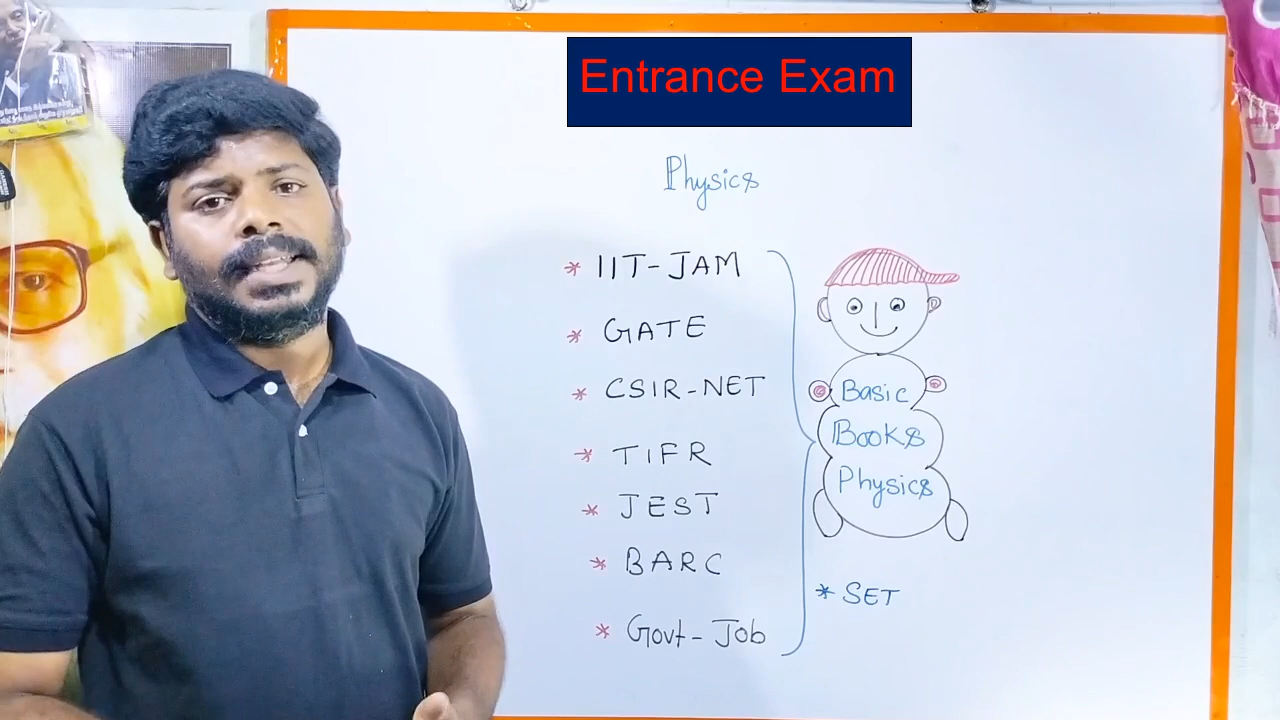 Entrance Exam
Physics
* IIT-JAM
* GATE
* CSIR-NET
* TIFR
* JEST
* BARC
* Govt-Job
Basic
Books
Physics
* SET